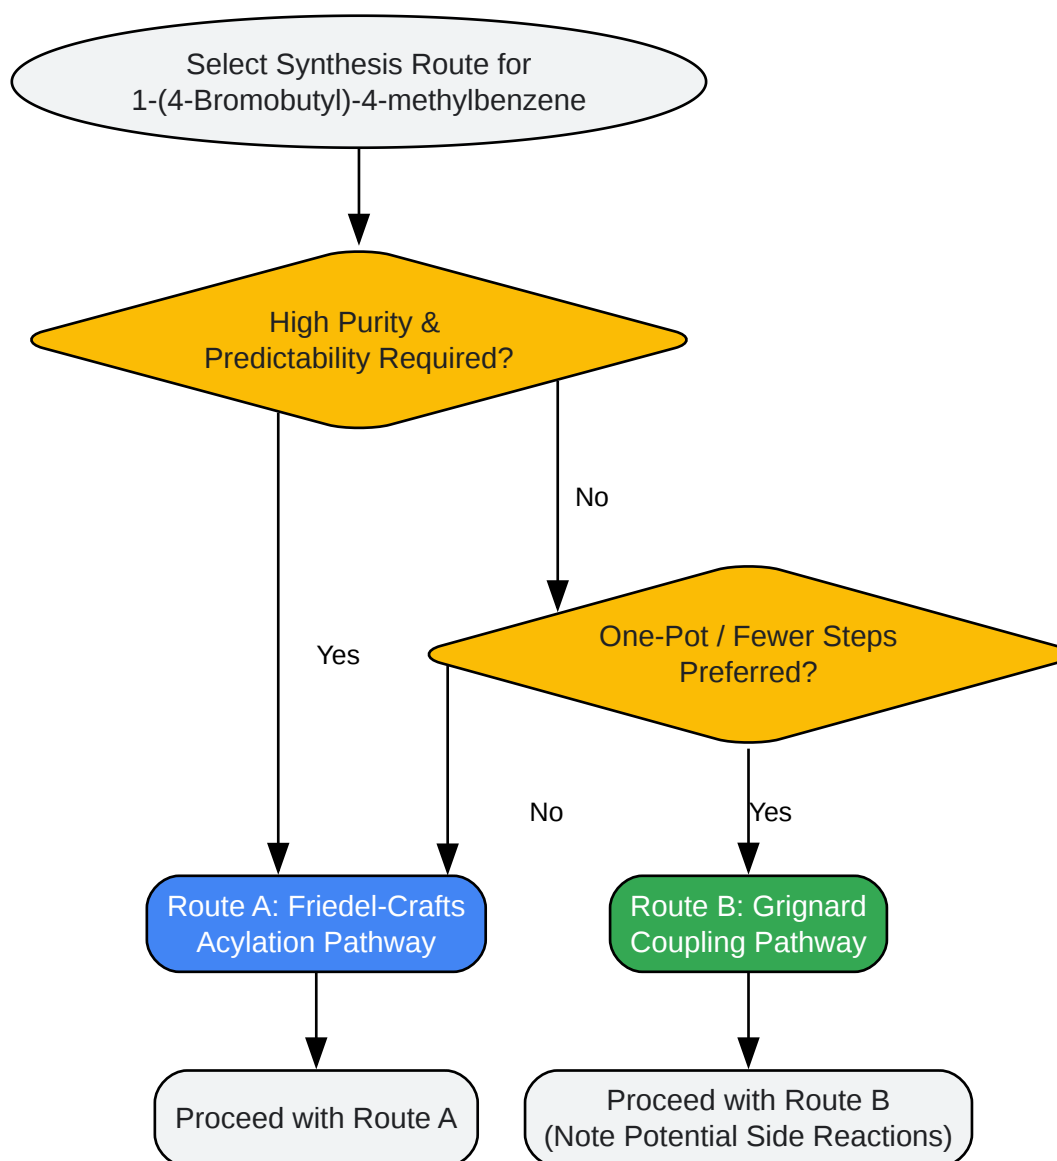 Select Synthesis Route for
1-(4-Bromobutyl)-4-methylbenzene
High Purity &
Predictability Required?
No
One-Pot / Fewer Steps
Preferred?
Yes
No
Yes
Route A: Friedel-Crafts
Acylation Pathway
Route B: Grignard
Coupling Pathway
Proceed with Route A
Proceed with Route B
(Note Potential Side Reactions)